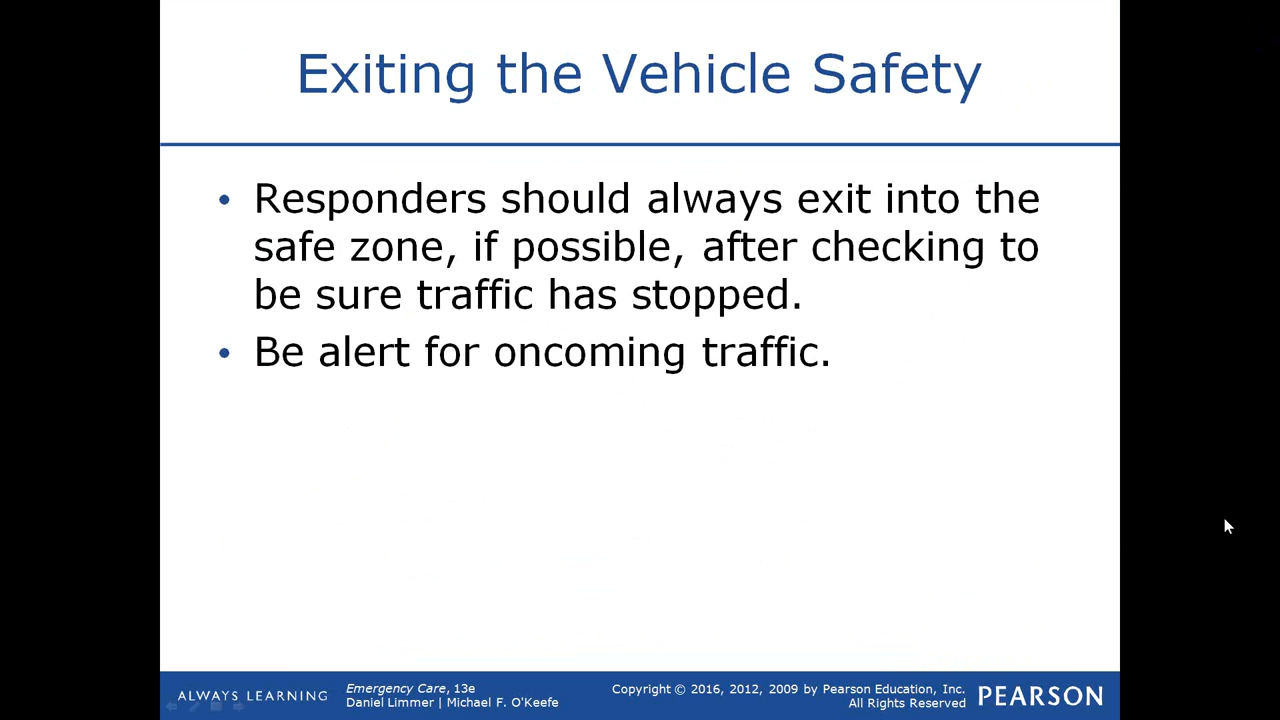 Exiting the Vehicle Safety
• Responders should always exit into the
safe zone, if possible, after checking to
be sure traffic has stopped.
• Be alert for oncoming traffic.
ALWAYS LEARNING
Emergency Care, 13e
Daniel Limmer | Michael F. O'Keefe
Copyright © 2016, 2012, 2009 by Pearson Education, Inc.
All Rights Reserved
PEARSON